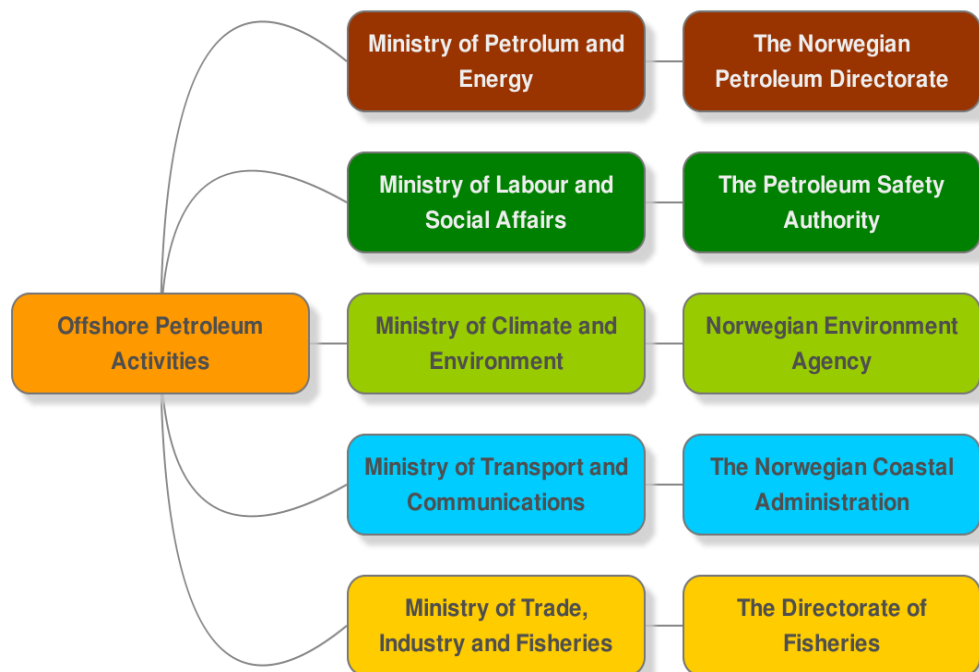 Ministry of Petrolum and
Energy
The Norwegian
Petroleum Directorate
Ministry of Labour and
Social Affairs
The Petroleum Safety
Authority
Offshore Petroleum
Activities
Ministry of Climate and
Environment
Norwegian Environment
Agency
Ministry of Transport and
Communications
The Norwegian Coastal
Administration
Ministry of Trade,
Industry and Fisheries
The Directorate of
Fisheries